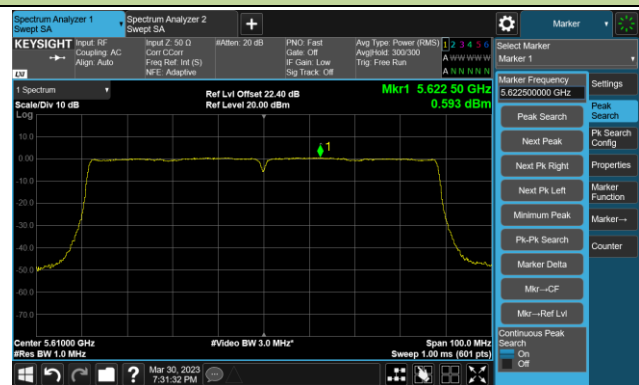 Spectrum Analyzer 1
Swept SA
Spectrum Analyzer 2
Swept SA
Marker
KEYSIGHT
Input: RF
Coupling: AC
Align: Auto
Input Z: 50 Ω
Corr CCorr
Freq Ref: Int (S)
NFE: Adaptive
#Atten: 20 dB
PNO: Fast
Gate: Off
IF Gain: Low
Sig Track: Off
Avg Type: Power (RMS)
Avg|Hold: 300/300
Trig: Free Run
1 2 3 4 5 6
A W W W W W
A N N N N N
LXI
Select Marker
Marker 1
1 Spectrum
Scale/Div 10 dB
Log
Ref Lvl Offset 22.40 dB
Ref Level 20.00 dBm
Mkr1 5.622 50 GHz
0.593 dBm
10.0
0.00
-10.0
-20.0
-30.0
-40.0
-50.0
-60.0
-70.0
1
Center 5.61000 GHz
#Res BW 1.0 MHz
#Video BW 3.0 MHz*
Span 100.0 MHz
Sweep 1.00 ms (601 pts)
Marker Frequency
5.622500000 GHz
Peak Search
Next Peak
Next Pk Right
Next Pk Left
Minimum Peak
Pk-Pk Search
Marker Delta
Mkr→CF
Mkr→Ref Lvl
Continuous Peak
Search
On
Off
Settings
Peak
Search
Pk Search
Config
Properties
Marker
Function
Marker→
Counter
Mar 30, 2023
7:31:32 PM